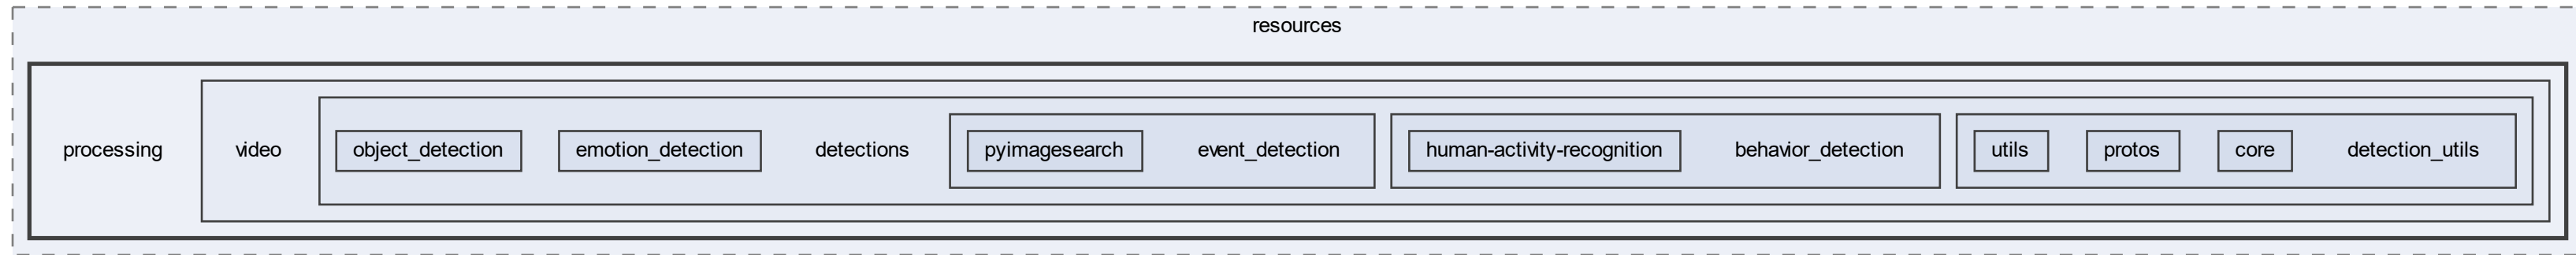 resources
processing
video
object_detection
emotion_detection
detections
pyimagesearch
event_detection
human-activity-recognition
behavior_detection
utils
protos
core
detection_utils